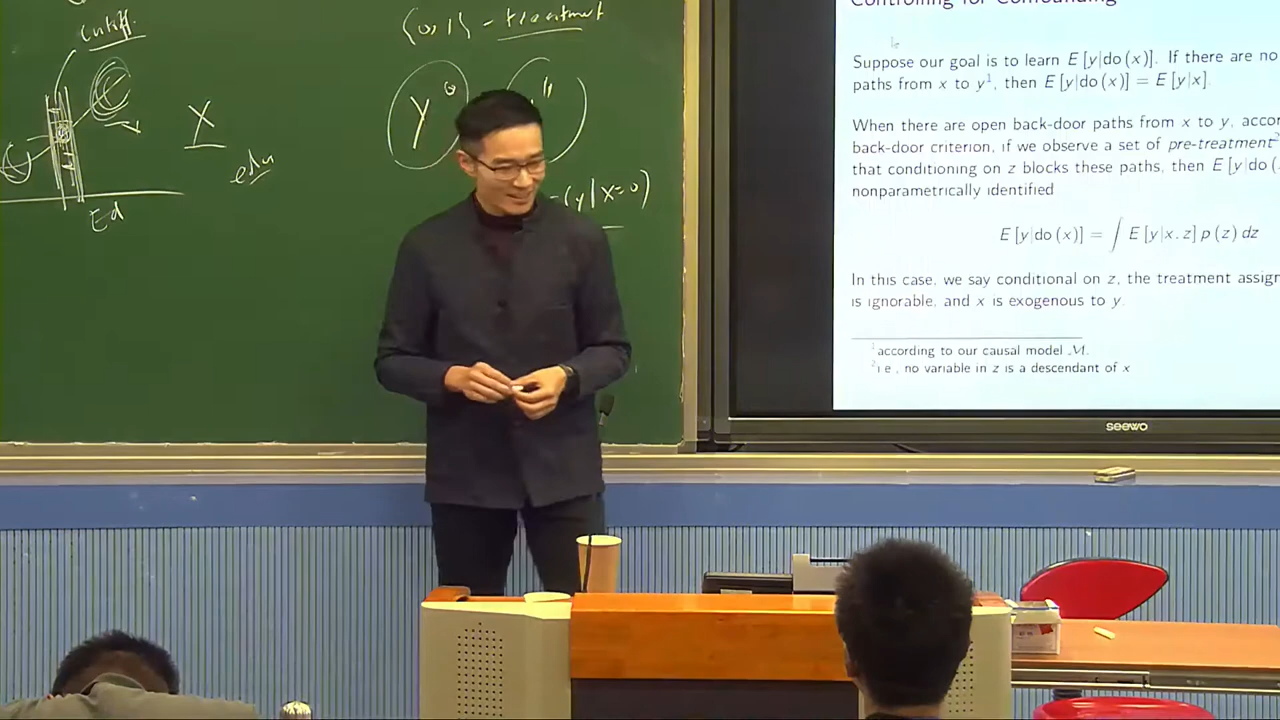 cutoff
{0,1} - treatment
y⁰
X
edu
(y|X=0)
Ed
Controlling for Confounding
Suppose our goal is to learn E [y|do (x)]. If there are no
paths from x to y¹, then E [y|do (x)] = E [y|x].
When there are open back-door paths from x to y, accor
back-door criterion, if we observe a set of pre-treatment²
that conditioning on z blocks these paths, then E [y|do (
nonparametrically identified
E [y|do (x)] = ∫ E [y|x, z] p (z) dz
In this case, we say conditional on z, the treatment assign
is ignorable, and x is exogenous to y.
¹according to our causal model M.
²i.e., no variable in z is a descendant of x
seewo